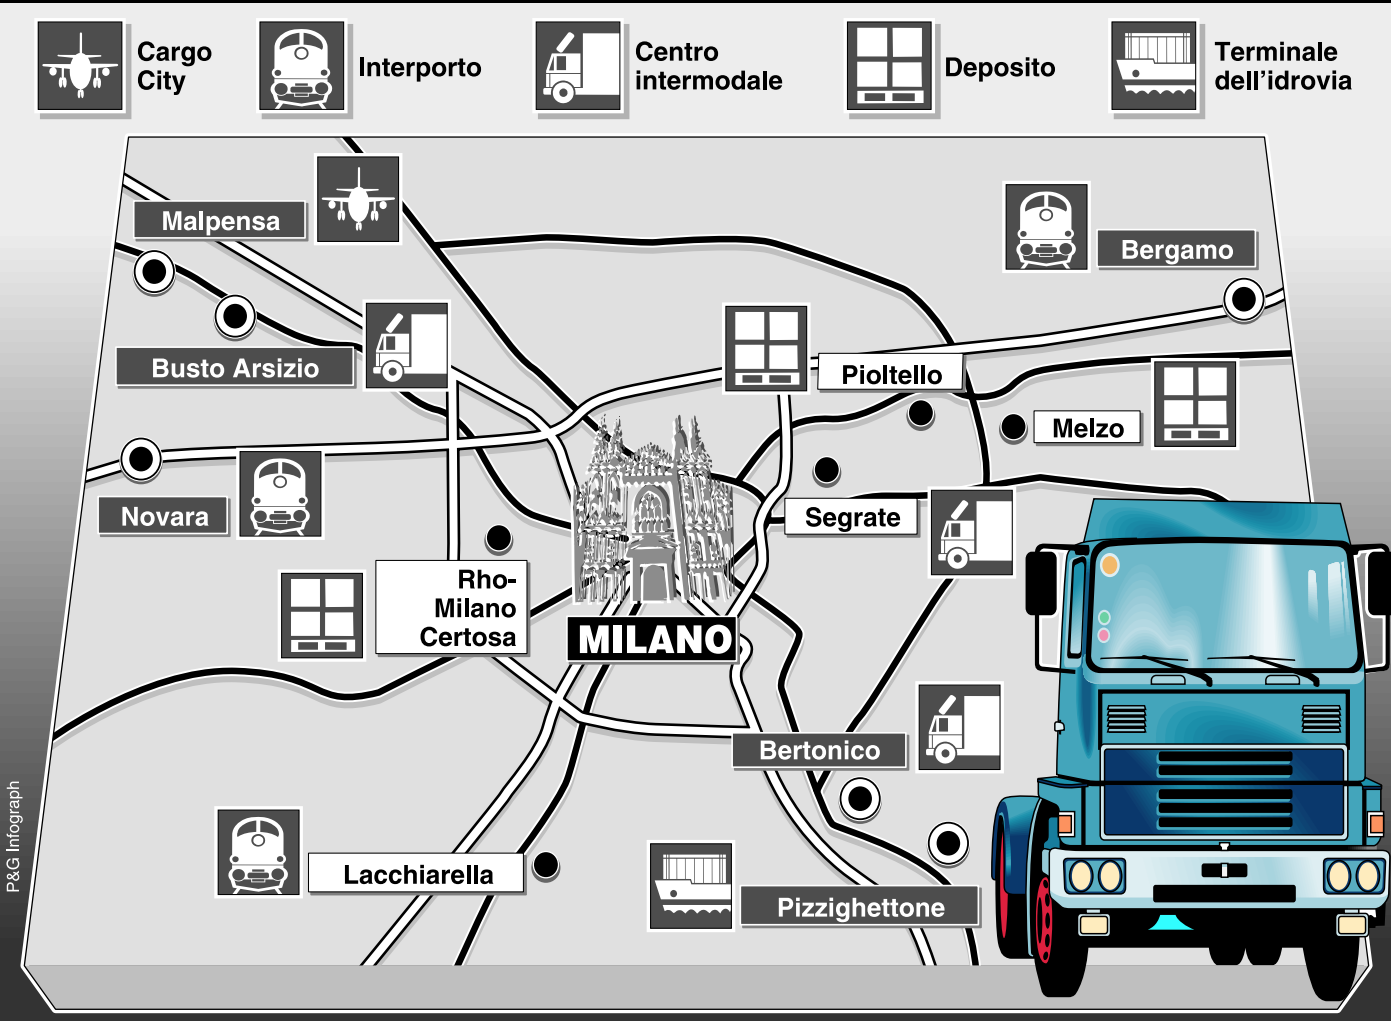 Cargo
City
Interporto
Centro
intermodale
Deposito
Terminale
dell'idrovia
Malpensa
Bergamo
Busto Arsizio
Pioltello
Melzo
Novara
Segrate
Rho-
Milano
Certosa
MILANO
Bertonico
Lacchiarella
Pizzighettone
P&G Infograph